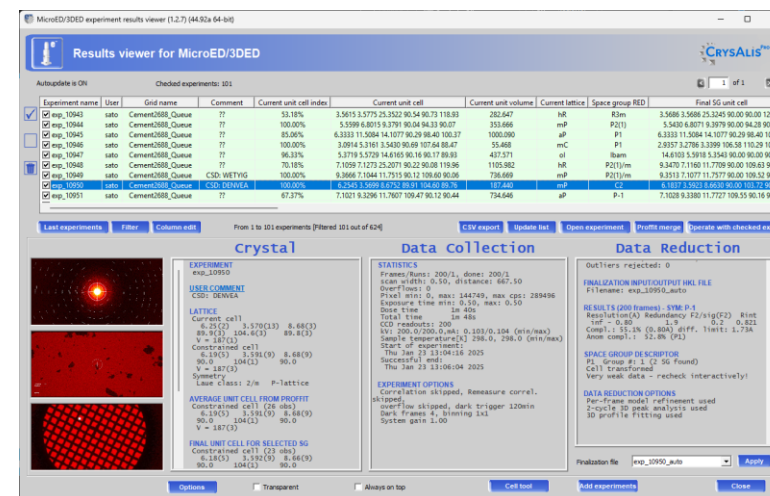 MicroED/3DED experiment results viewer (1.2.7) (44.92a 64-bit)
Results viewer for MicroED/3DED
CRYSALIS Pro
Autoupdate is ON
Checked experiments: 101
1 of 1
Experiment name User Grid name Comment Current unit cell index Current unit cell Current unit volume Current lattice Space group RED Final SG unit cell
exp_10943 sato Cement2688_Queue ?? 53.18% 3.5615 3.5775 25.3522 90.54 90.73 118.93 282.647 hR R3m 3.5686 3.5686 25.3245 90.00 90.00 12
exp_10944 sato Cement2688_Queue ?? 100.00% 5.5599 6.8015 9.3791 90.04 94.33 90.07 353.666 mP P2(1) 5.5430 6.8071 9.3979 90.00 94.28 90
exp_10945 sato Cement2688_Queue ?? 85.06% 6.3333 11.5084 14.1077 90.29 98.40 100.37 1000.090 aP P1 6.3333 11.5084 14.1077 90.29 98.40 10
exp_10946 sato Cement2688_Queue ?? 100.00% 3.0914 5.3161 3.5430 90.69 107.64 88.47 55.468 mC P1 2.9357 3.2786 3.3399 106.58 110.29 10
exp_10947 sato Cement2688_Queue ?? 96.33% 5.3719 5.5729 14.6165 90.16 90.17 89.93 437.571 oI Ibam 14.6103 5.5918 5.3543 90.00 90.00 9
exp_10948 sato Cement2688_Queue ?? 70.18% 7.1059 7.1273 25.2071 90.22 90.08 119.96 1105.982 hR P2(1)/m 9.3470 7.1160 11.7709 90.00 109.63 9
exp_10949 sato Cement2688_Queue CSD: WETYIG 100.00% 9.3666 7.1044 11.7515 90.12 109.60 90.06 736.669 mP P2(1)/m 9.3513 7.1077 11.7577 90.00 109.52 9
exp_10950 sato Cement2688_Queue CSD: DENVEA 100.00% 6.2545 3.5699 8.6752 89.91 104.60 89.76 187.440 mP C2 6.1837 3.5923 8.6630 90.00 103.72 90
exp_10951 sato Cement2688_Queue ?? 67.37% 7.1021 9.3296 11.7607 109.47 90.12 90.44 734.646 aP P-1 7.1028 9.3380 11.7727 109.55 90.16 9
Last experiments Filter Column edit From 1 to 101 experiments [Filtered 101 out of 624] CSV export Update list Open experiment Proffit merge Operate with checked ex
Crystal
EXPERIMENT
exp_10950
USER COMMENT
CSD: DENVEA
LATTICE
Current cell
6.25(2) 3.570(13) 8.68(3)
89.9(3) 104.6(3) 89.8(3)
V = 187(1)
Constrained cell
6.19(5) 3.591(9) 8.68(9)
90.0 104(1) 90.0
V = 187(3)
Symmetry
Laue class: 2/m P-lattice
AVERAGE UNIT CELL FROM PROFIT
Constrained cell (26 obs)
6.19(5) 3.591(9) 8.68(9)
90.0 104(1) 90.0
V = 187(3)
FINAL UNIT CELL FOR SELECTED SG
Constrained cell (23 obs)
6.18(5) 3.592(9) 8.66(9)
90.0 104(1) 90.0
Data Collection
STATISTICS
Frames/Runs: 200/1, done: 200/1
scan width: 0.50, distance: 667.50
Overflows: 0
Pixel min: 0, max: 144749, max cps: 289496
Exposure time min: 0.50, max: 0.50
Dose time 1m 40s
Total time 1m 48s
CCD readouts: 200
kV: 200.0/200.0,mA: 0.103/0.104 (min/max)
Sample temperature[K] 298.0, 298.0 (min/max)
Start of experiment:
Thu Jan 23 13:04:16 2025
Successful end:
Thu Jan 23 13:06:04 2025
EXPERIMENT OPTIONS
Correlation skipped, Remeasure correl.
skipped,
overflow skipped, dark trigger 120min
Dark frames 4, binning 1x1
System gain 1.00
Data Reduction
Outliers rejected: 0
FINALIZATION INPUT/OUTPUT HKL FILE
Filename: exp_10950_auto
RESULTS (200 frames) - SYM: P-1
Resolution(A) Redundancy F2/sig(F2) Rint
inf - 0.80 1.9 0.2 0.821
Compl.: 55.1% (0.80A) diff. limit: 1.73A
Anom compl.: 52.8% (P1)
SPACE GROUP DESCRIPTOR
P1 Group #: 1 (2 SG found)
Cell transformed
Very weak data - recheck interactively!
DATA REDUCTION OPTIONS
Per-frame model refinement used
2-cycle 3D peak analysis used
3D profile fitting used
Finalization file exp_10950_auto Apply
Options Transparent Always on top Cell tool Add experiments Close